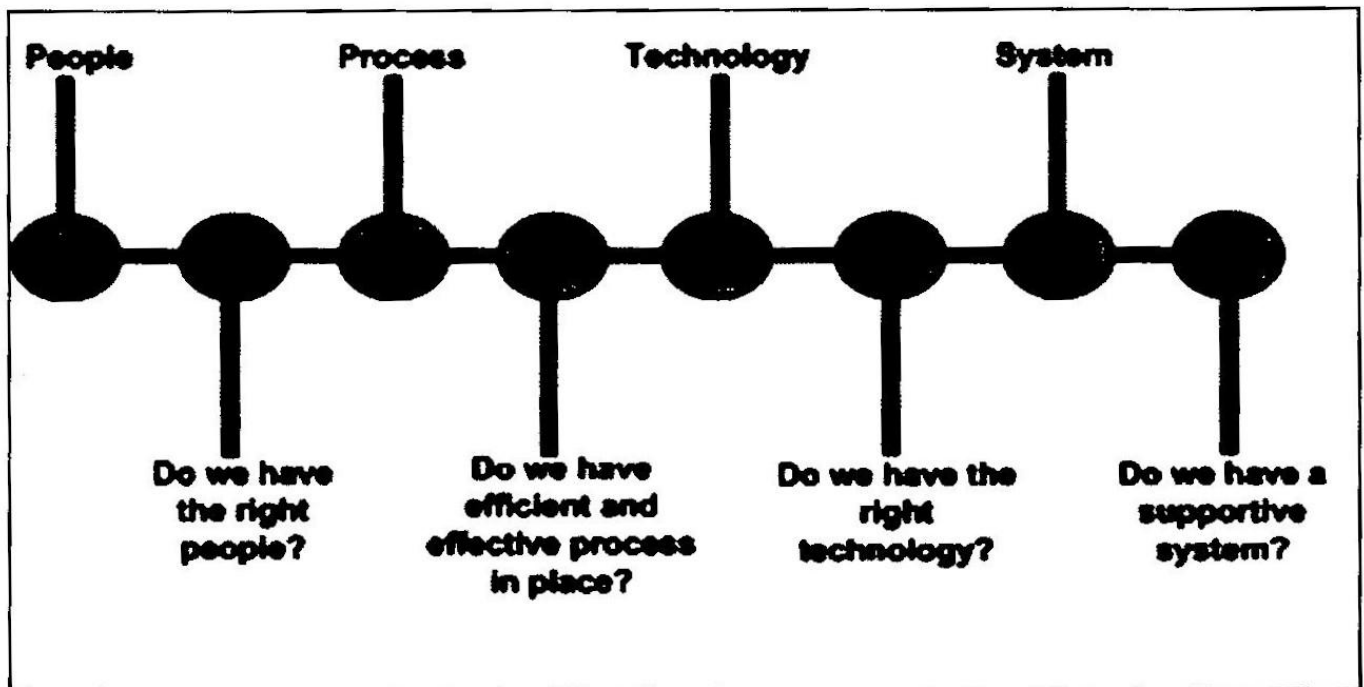 People
Process
Technology
System
Do we have
the right
people?
Do we have
efficient and
effective process
in place?
Do we have the
right
technology?
Do we have a
supportive
system?